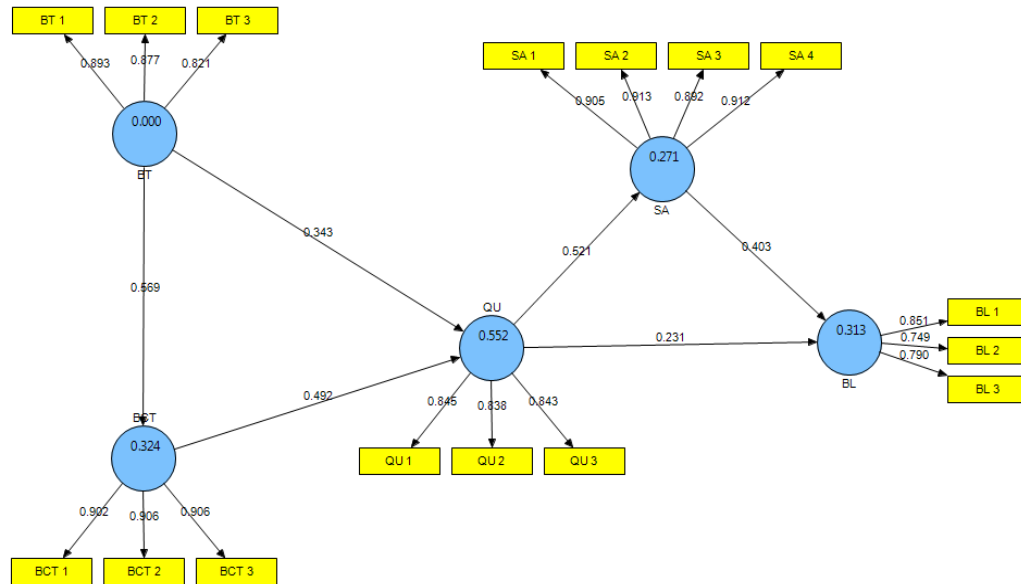 BT 1
BT 2
BT 3
0.893
0.877
0.821
0.000
BT
SA 1
SA 2
SA 3
SA 4
0.905
0.913
0.892
0.912
0.271
SA
0.343
0.569
0.521
0.403
QU
0.552
0.231
0.313
BL
0.851
0.749
0.790
BL 1
BL 2
BL 3
0.492
0.845
0.838
0.843
QU 1
QU 2
QU 3
BCT
0.324
0.902
0.906
0.906
BCT 1
BCT 2
BCT 3